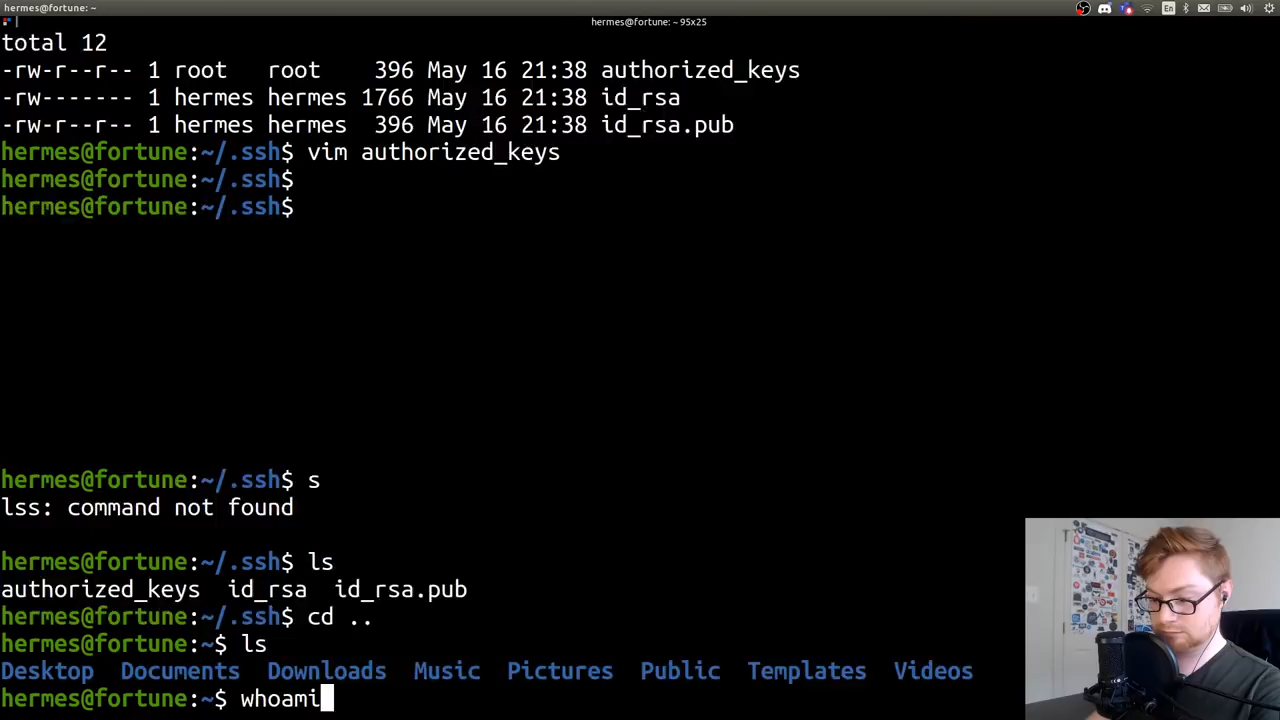 hermes@fortune: ~
En
hermes@fortune: ~ 95x25
total 12
-rw-r--r-- 1 root   root    396 May 16 21:38 authorized_keys
-rw------- 1 hermes hermes 1766 May 16 21:38 id_rsa
-rw-r--r-- 1 hermes hermes  396 May 16 21:38 id_rsa.pub
hermes@fortune:~/.ssh$ vim authorized_keys
hermes@fortune:~/.ssh$
hermes@fortune:~/.ssh$
hermes@fortune:~/.ssh$ s
lss: command not found
hermes@fortune:~/.ssh$ ls
authorized_keys  id_rsa  id_rsa.pub
hermes@fortune:~/.ssh$ cd ..
hermes@fortune:~$ ls
Desktop  Documents  Downloads  Music  Pictures  Public  Templates  Videos
hermes@fortune:~$ whoami